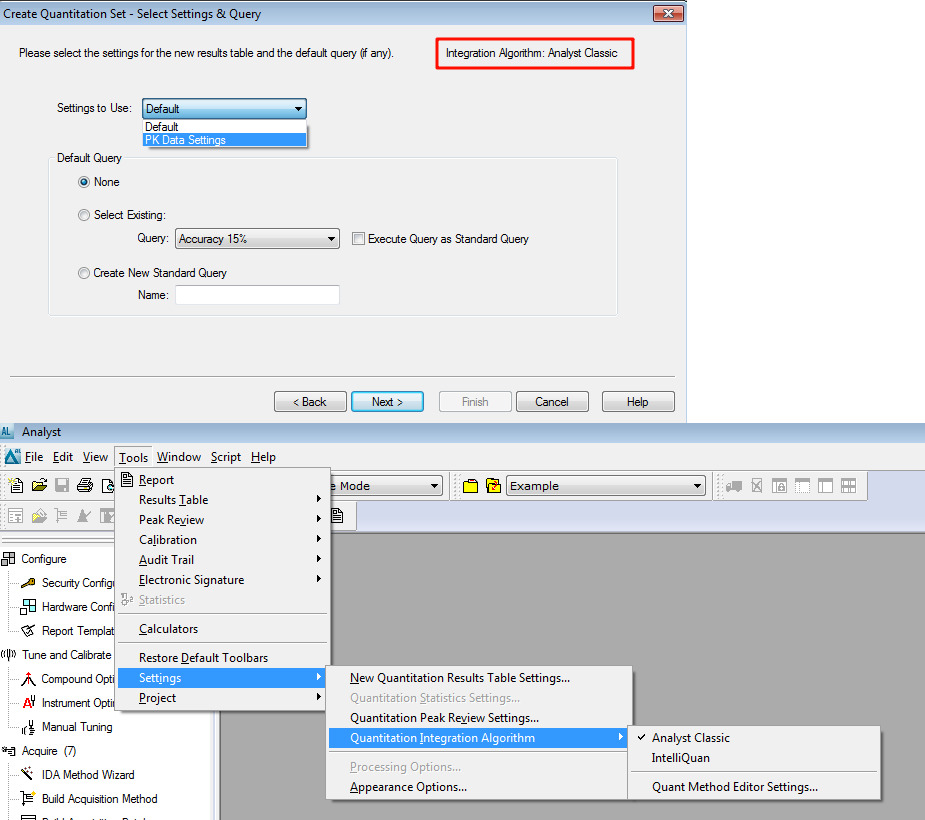 Create Quantitation Set - Select Settings & Query
Please select the settings for the new results table and the default query (if any).
Integration Algorithm: Analyst Classic
Settings to Use: Default
Default
PK Data Settings
Default Query
None
Select Existing:
Query: Accuracy 15% Execute Query as Standard Query
Create New Standard Query
Name:
< Back Next > Finish Cancel Help
AL Analyst
File Edit View Tools Window Script Help
Report
e Mode
Example
Results Table
Peak Review
Calibration
Audit Trail
Electronic Signature
Statistics
Calculators
Restore Default Toolbars
Settings
Project
Configure
Security Configu
Hardware Confi
Report Templat
Tune and Calibrate
Compound Opti
Instrument Optin
Manual Tuning
Acquire (7)
IDA Method Wizard
Build Acquisition Method
New Quantitation Results Table Settings...
Quantitation Statistics Settings...
Quantitation Peak Review Settings...
Quantitation Integration Algorithm
Processing Options...
Appearance Options...
Analyst Classic
IntelliQuan
Quant Method Editor Settings...